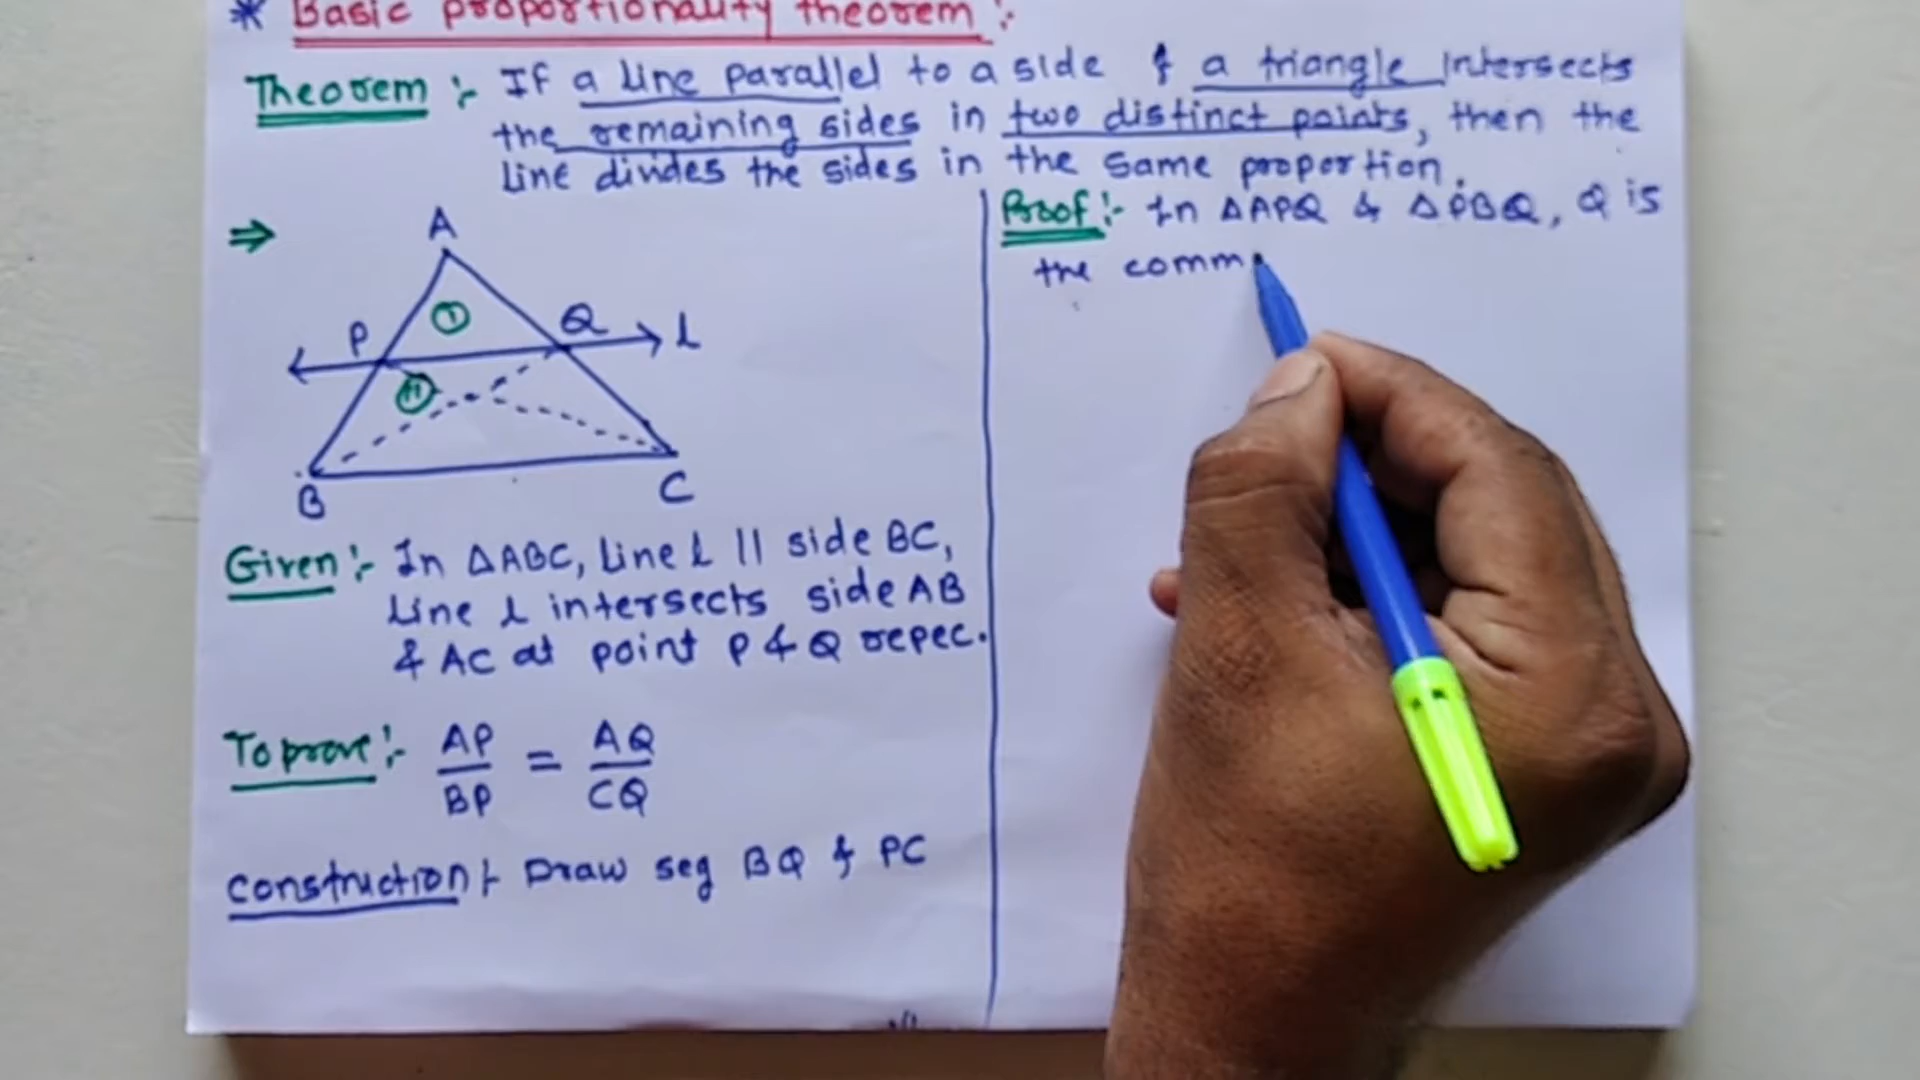 * Basic proportionality theorem :-
Theorem :- If a line parallel to a side f a triangle intersects
the remaining sides in two distinct points, then the
line divides the sides in the same proportion.
⇒
A
P
Q
l
I
II
B
C
Given :- In ΔABC, Line l || side BC,
Line l intersects side AB
& AC at point P & Q repec.
To prove :- AP/BP = AQ/CQ
Construction :- Draw seg BQ & PC
Proof :- In ΔAPQ & ΔPBQ, Q is
the comm